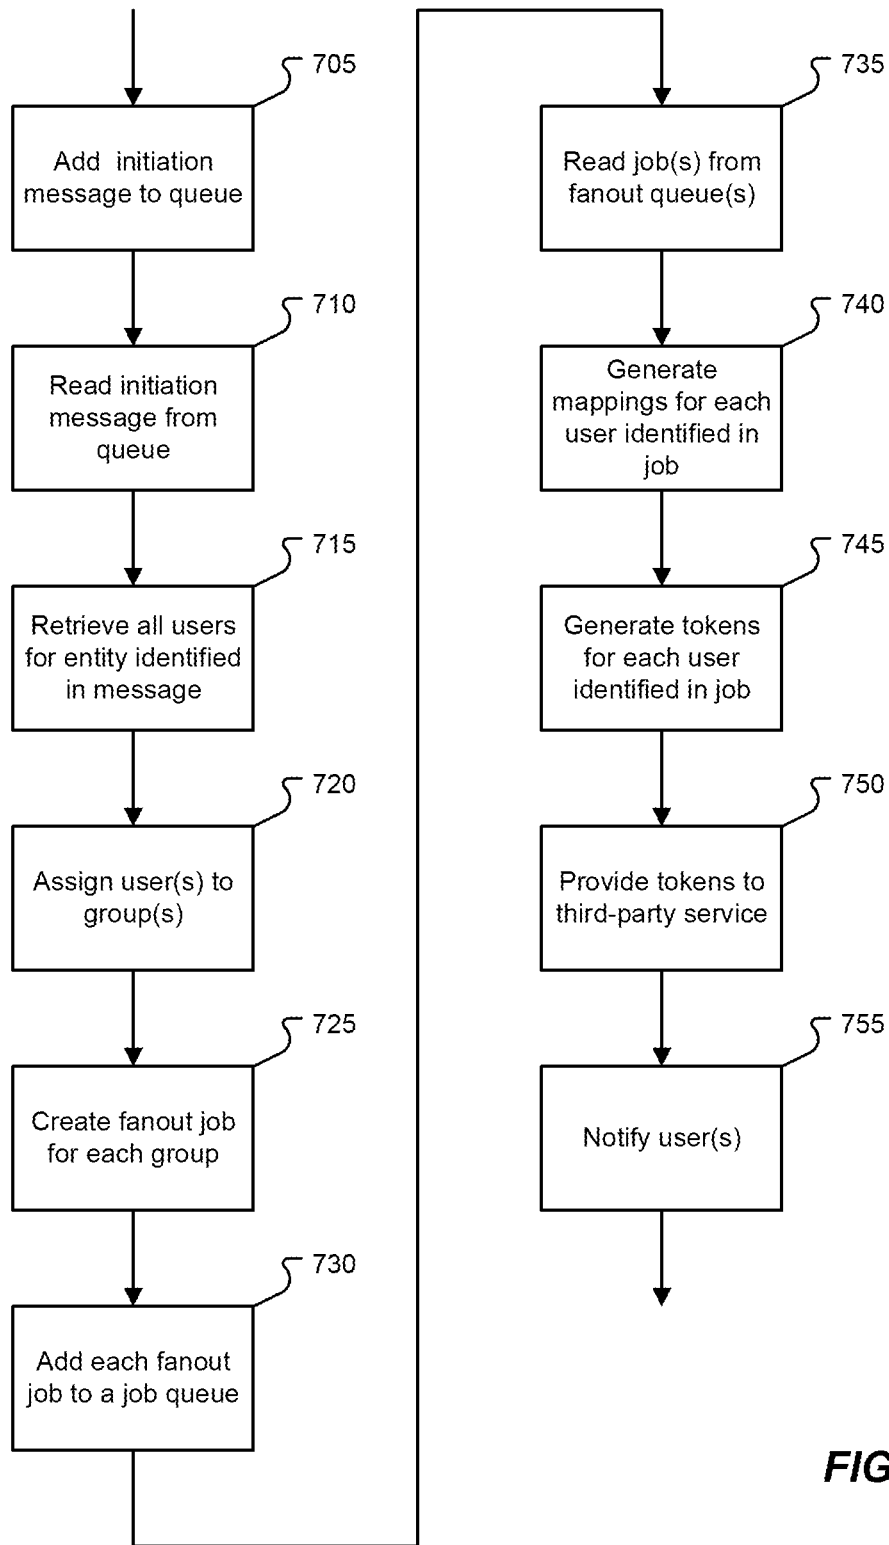 705
Add initiation
message to queue
710
Read initiation
message from
queue
715
Retrieve all users
for entity identified
in message
720
Assign user(s) to
group(s)
725
Create fanout job
for each group
730
Add each fanout
job to a job queue
735
Read job(s) from
fanout queue(s)
740
Generate
mappings for each
user identified in
job
745
Generate tokens
for each user
identified in job
750
Provide tokens to
third-party service
755
Notify user(s)
FIG